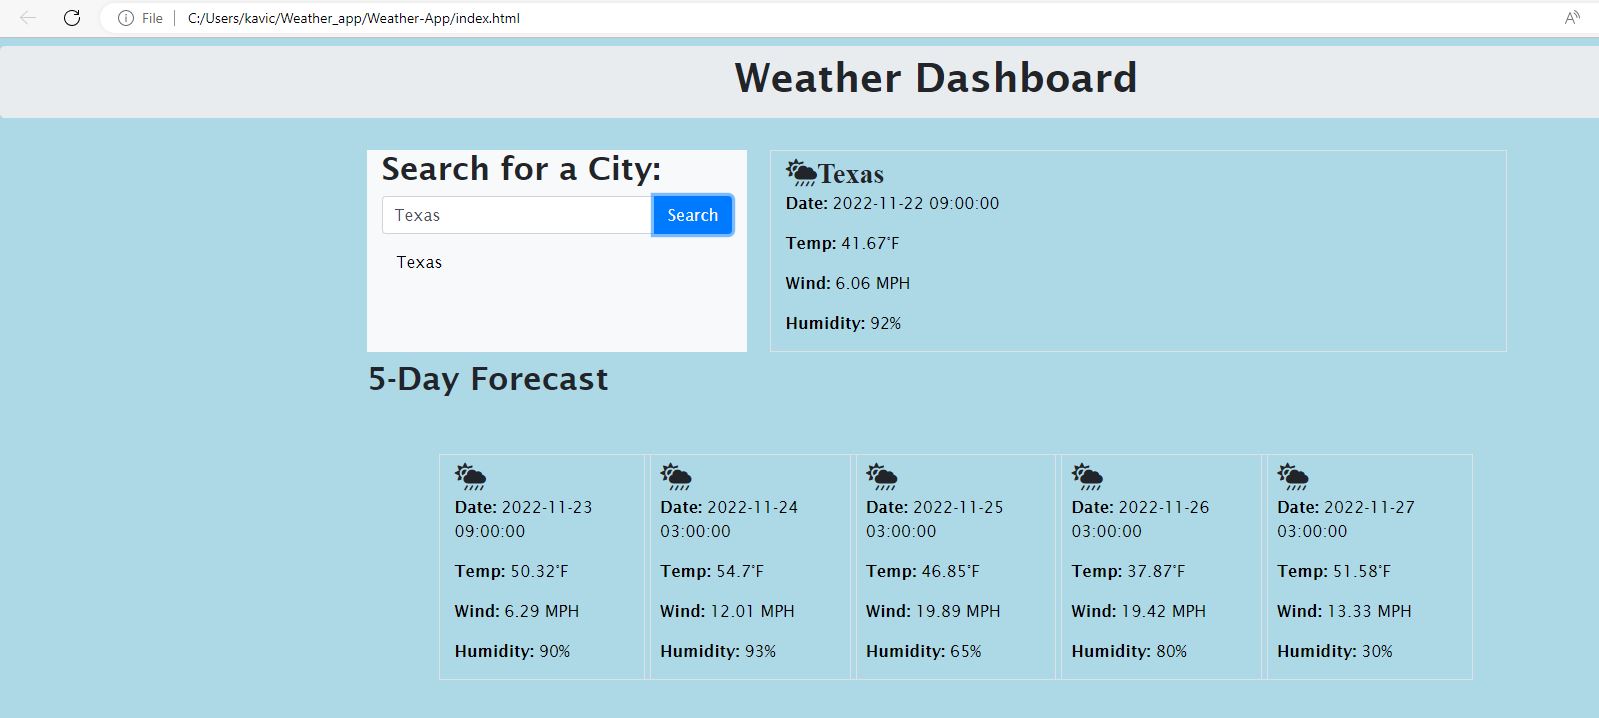 File | C:/Users/kavic/Weather_app/Weather-App/index.html
Weather Dashboard
Search for a City:
Texas
Search
Texas
Texas
Date: 2022-11-22 09:00:00
Temp: 41.67°F
Wind: 6.06 MPH
Humidity: 92%
5-Day Forecast
Date: 2022-11-23
09:00:00
Temp: 50.32°F
Wind: 6.29 MPH
Humidity: 90%
Date: 2022-11-24
03:00:00
Temp: 54.7°F
Wind: 12.01 MPH
Humidity: 93%
Date: 2022-11-25
03:00:00
Temp: 46.85°F
Wind: 19.89 MPH
Humidity: 65%
Date: 2022-11-26
03:00:00
Temp: 37.87°F
Wind: 19.42 MPH
Humidity: 80%
Date: 2022-11-27
03:00:00
Temp: 51.58°F
Wind: 13.33 MPH
Humidity: 30%